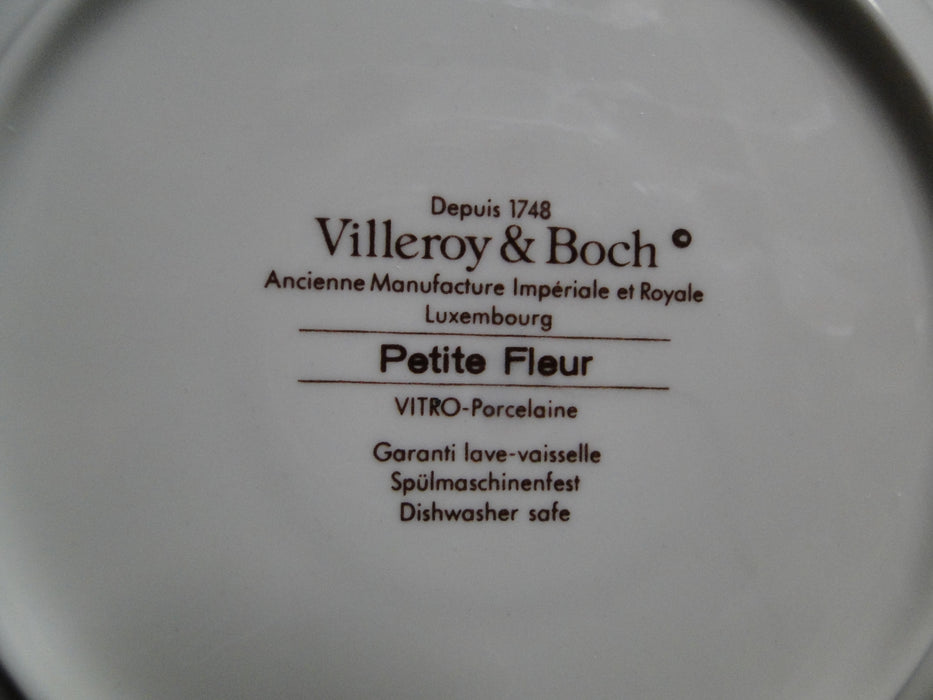 Depuis 1748
Villeroy & Boch ©
Ancienne Manufacture Impériale et Royale
Luxembourg
Petite Fleur
VITRO-Porcelaine
Garanti lave-vaisselle
Spülmaschinenfest
Dishwasher safe